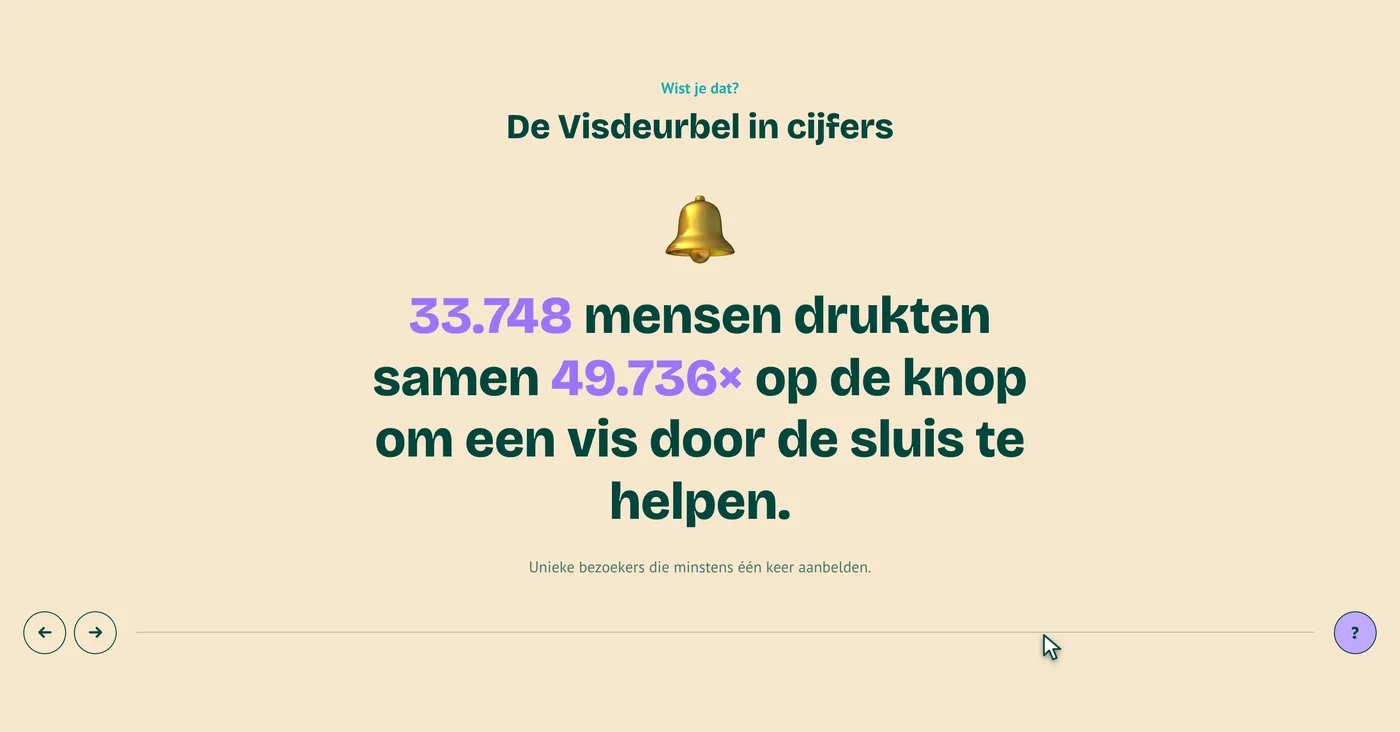 Wist je dat?
De Visdeurbel in cijfers
33.748 mensen drukten
samen 49.736× op de knop
om een vis door de sluis te
helpen.
Unieke bezoekers die minstens één keer aanbelden.
?